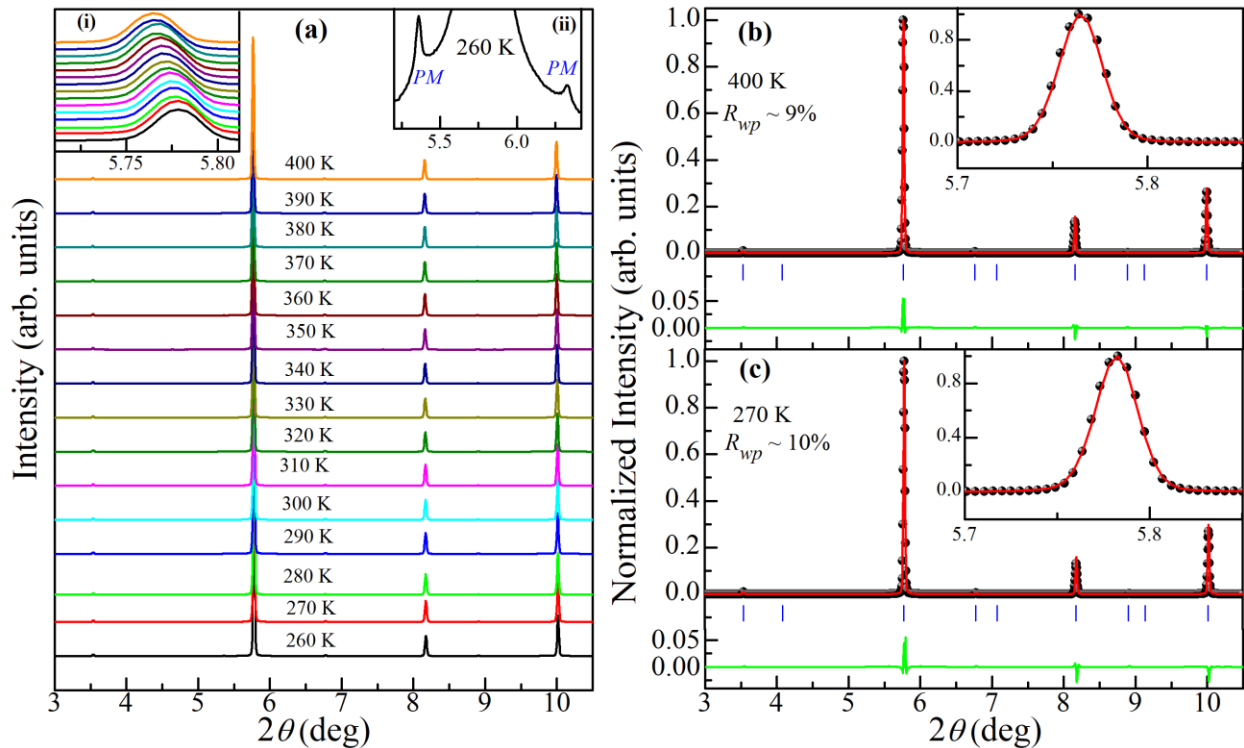 (i)
5.75 5.80
(a)
(ii)
260 K
PM PM
5.5 6.0
400 K
390 K
380 K
370 K
360 K
350 K
340 K
330 K
320 K
310 K
300 K
290 K
280 K
270 K
260 K
Intensity (arb. units)
3 4 5 6 7 8 9 10
2θ (deg)
Normalized Intensity (arb. units)
(b)
400 K
Rwp ~ 9%
1.0
0.8
0.6
0.4
0.2
0.0
0.05
0.00
0.8
0.4
0.0
5.7 5.8
(c)
270 K
Rwp ~ 10%
1.0
0.8
0.6
0.4
0.2
0.0
0.05
0.00
0.8
0.4
0.0
5.7 5.8
3 4 5 6 7 8 9 10
2θ (deg)